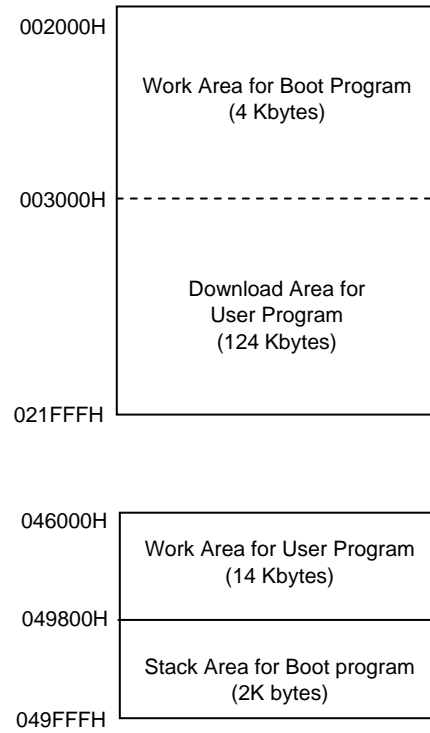 002000H
Work Area for Boot Program
(4 Kbytes)
003000H
Download Area for
User Program
(124 Kbytes)
021FFFH
046000H
Work Area for User Program
(14 Kbytes)
049800H
Stack Area for Boot program
(2K bytes)
049FFFH